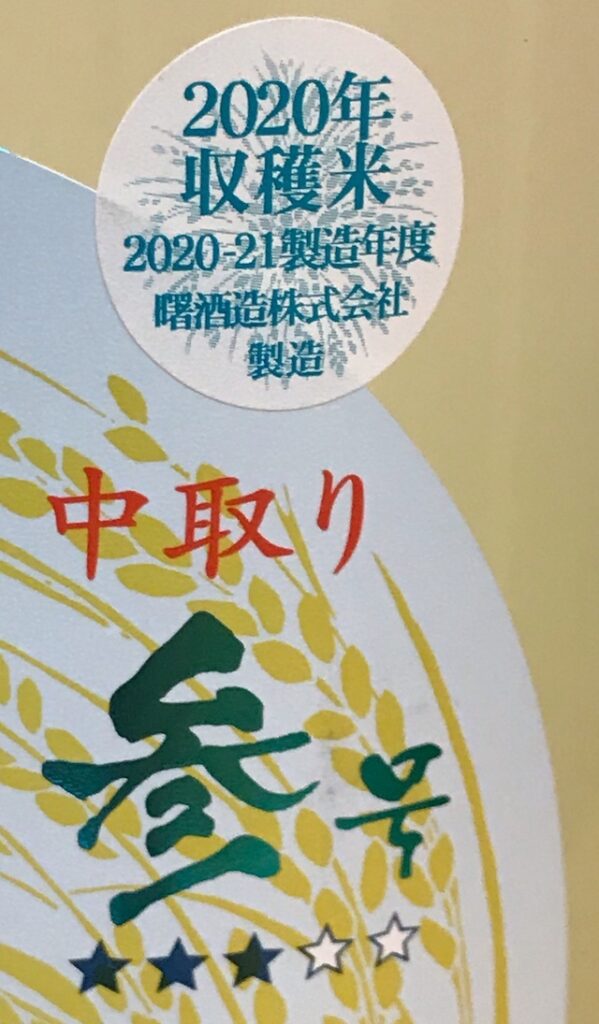 2020年
収穫米
2020-21製造年度
曙酒造株式会社
製造
中取り
参号
★★★☆☆